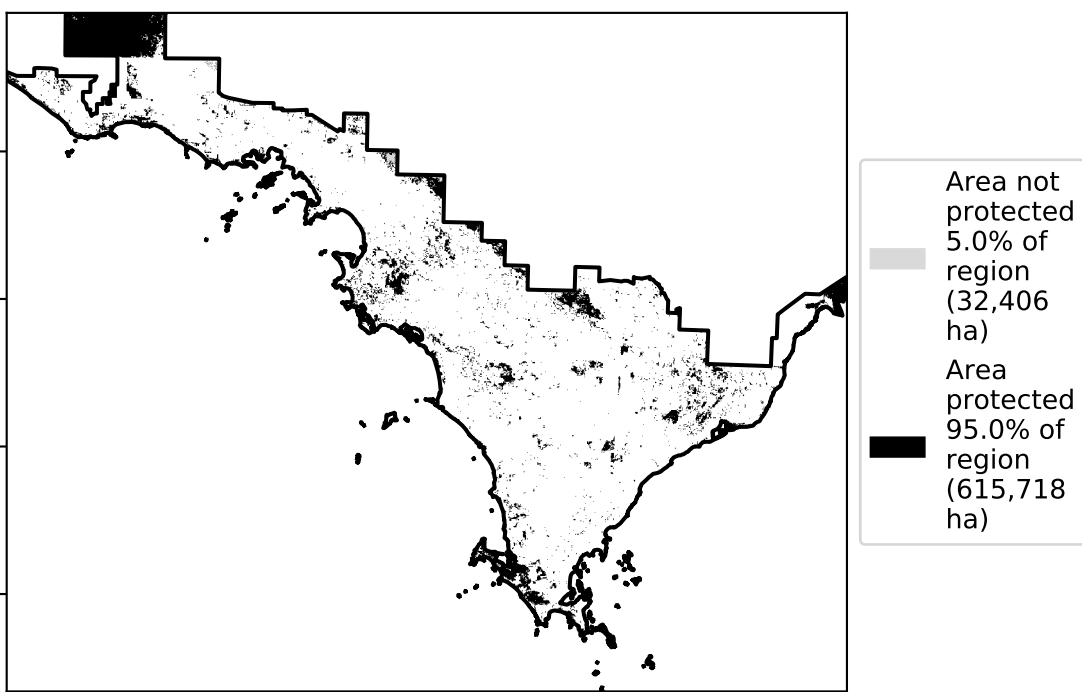 Area not
protected
5.0% of
region
(32,406
ha)
Area
protected
95.0% of
region
(615,718
ha)